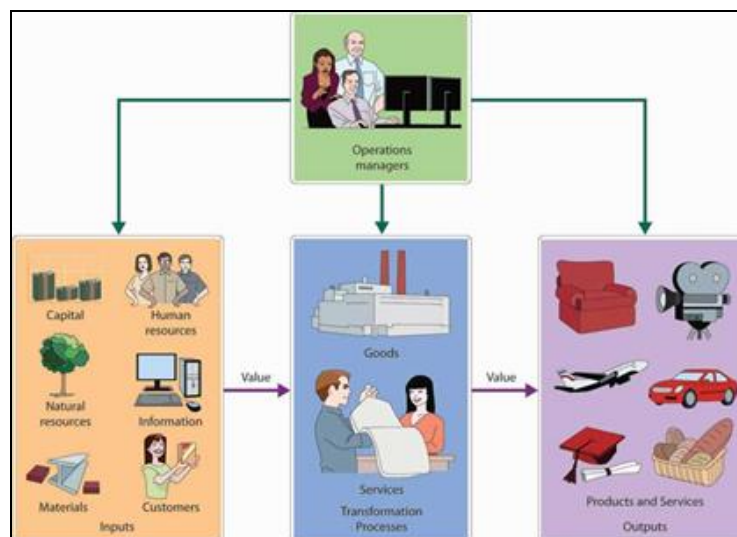 Operations
managers
Capital
Human
resources
Natural
resources
Information
Materials
Customers
Inputs
Value
Goods
Services
Transformation
Processes
Value
Products and Services
Outputs